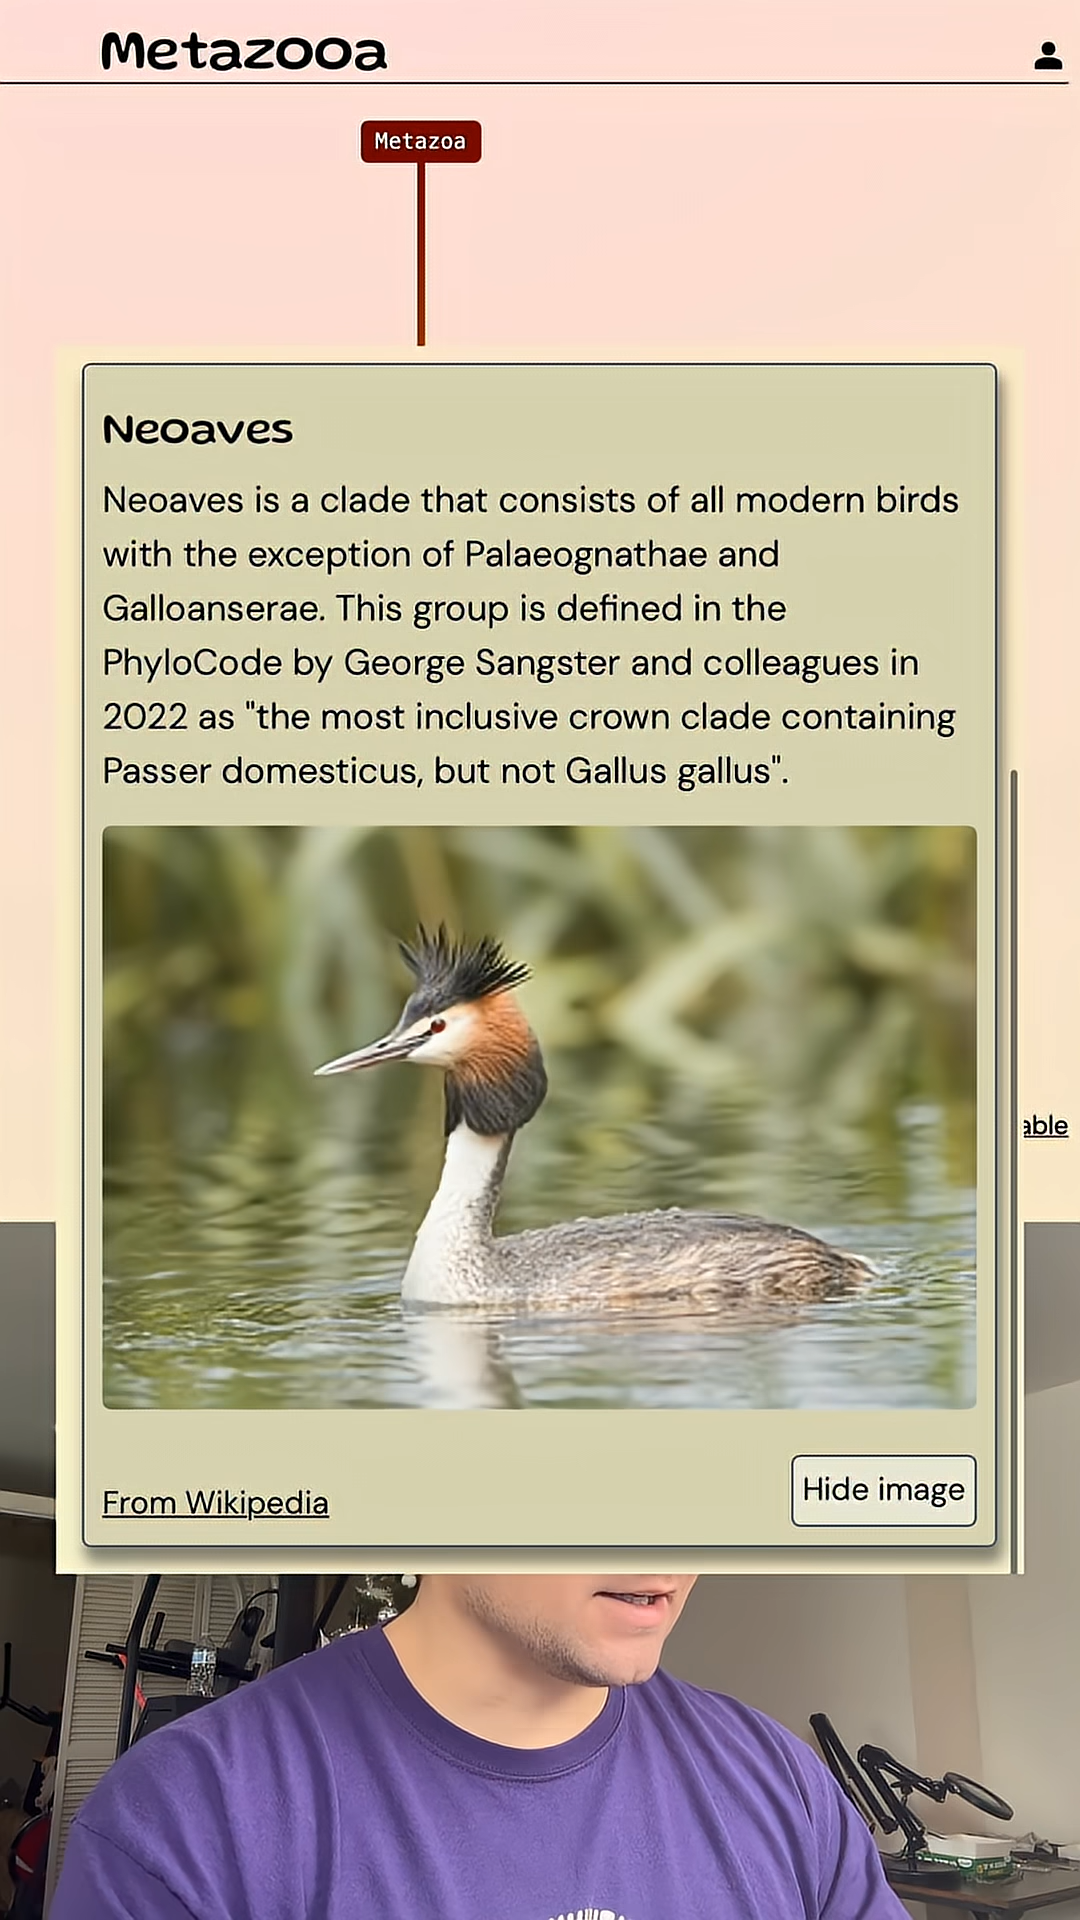 Metazooa
Metazoa
Neoaves
Neoaves is a clade that consists of all modern birds
with the exception of Palaeognathae and
Galloanserae. This group is defined in the
PhyloCode by George Sangster and colleagues in
2022 as "the most inclusive crown clade containing
Passer domesticus, but not Gallus gallus".
able
From Wikipedia
Hide image